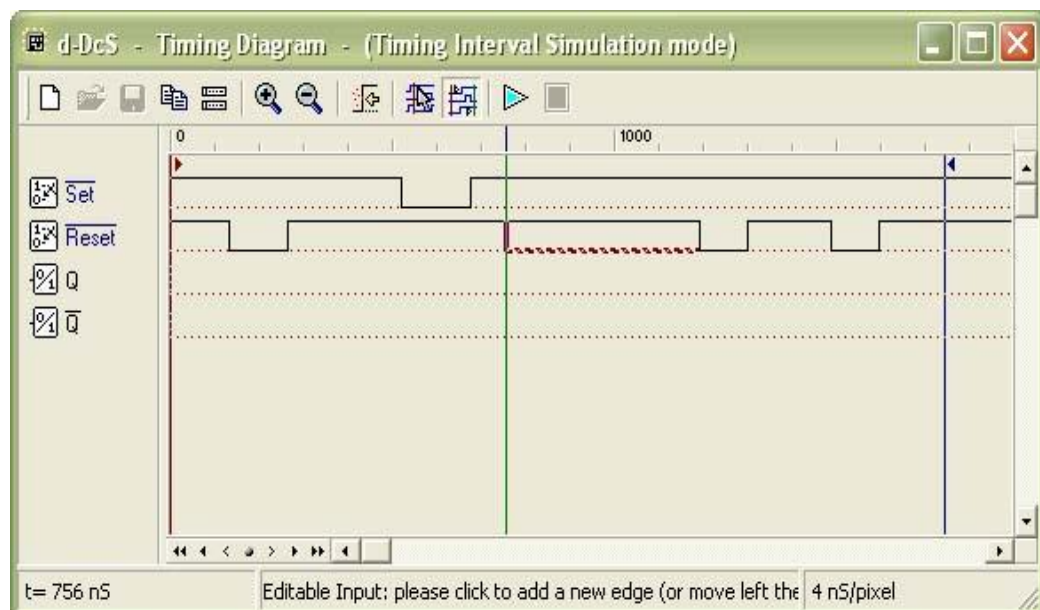 d-DcS - Timing Diagram - (Timing Interval Simulation mode)
0 1000
Set
Reset
Q
Q
t= 756 nS Editable Input: please click to add a new edge (or move left the 4 nS/pixel